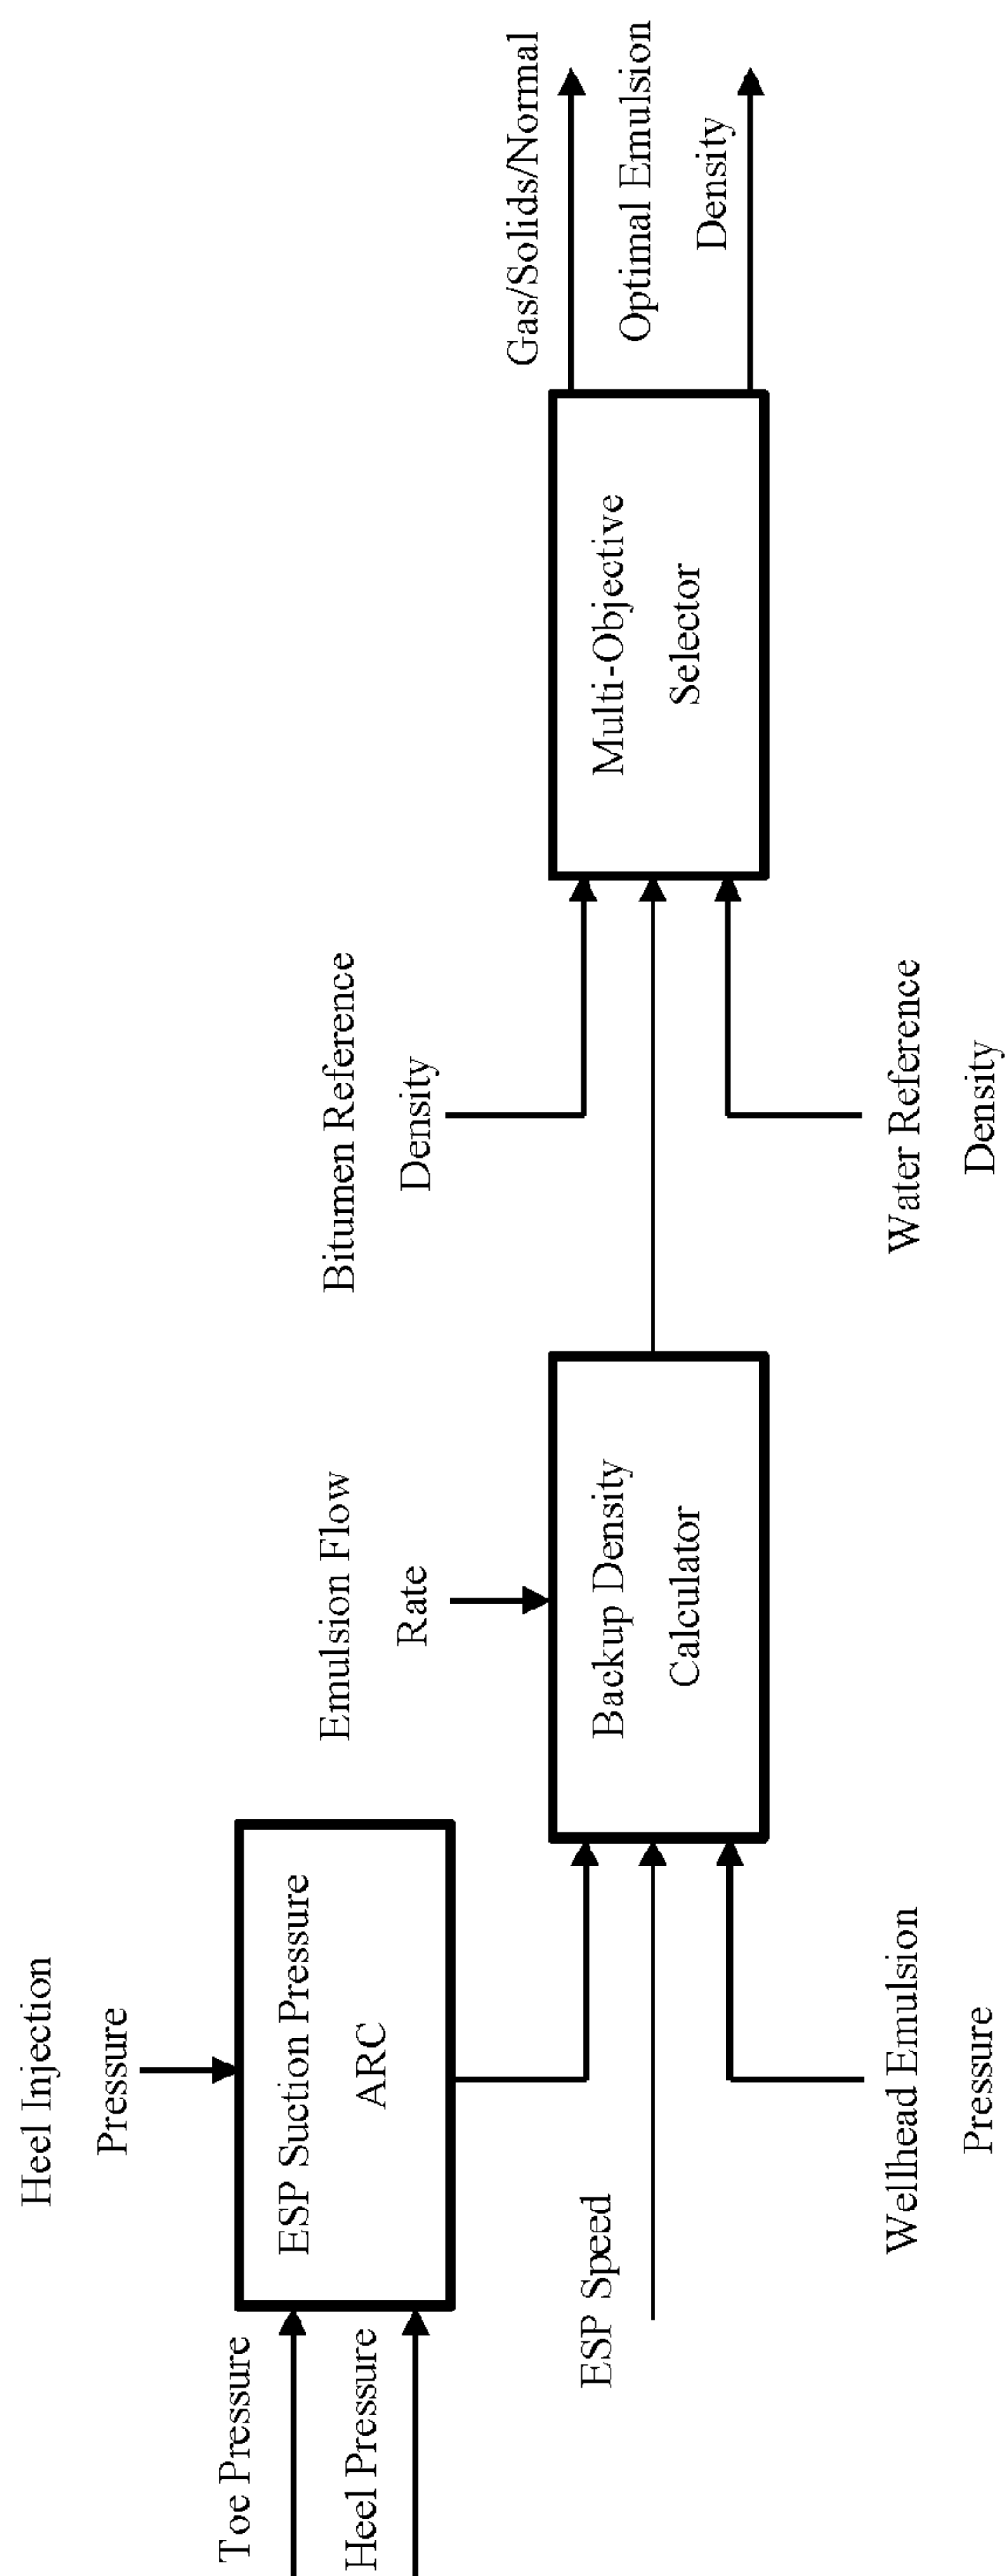 Heel Injection
Pressure
Toe Pressure
Heel Pressure
ESP Suction Pressure
ARC
Emulsion Flow
Rate
ESP Speed
Wellhead Emulsion
Pressure
Backup Density
Calculator
Bitumen Reference
Density
Water Reference
Density
Multi-Objective
Selector
Gas/Solids/Normal
Optimal Emulsion
Density